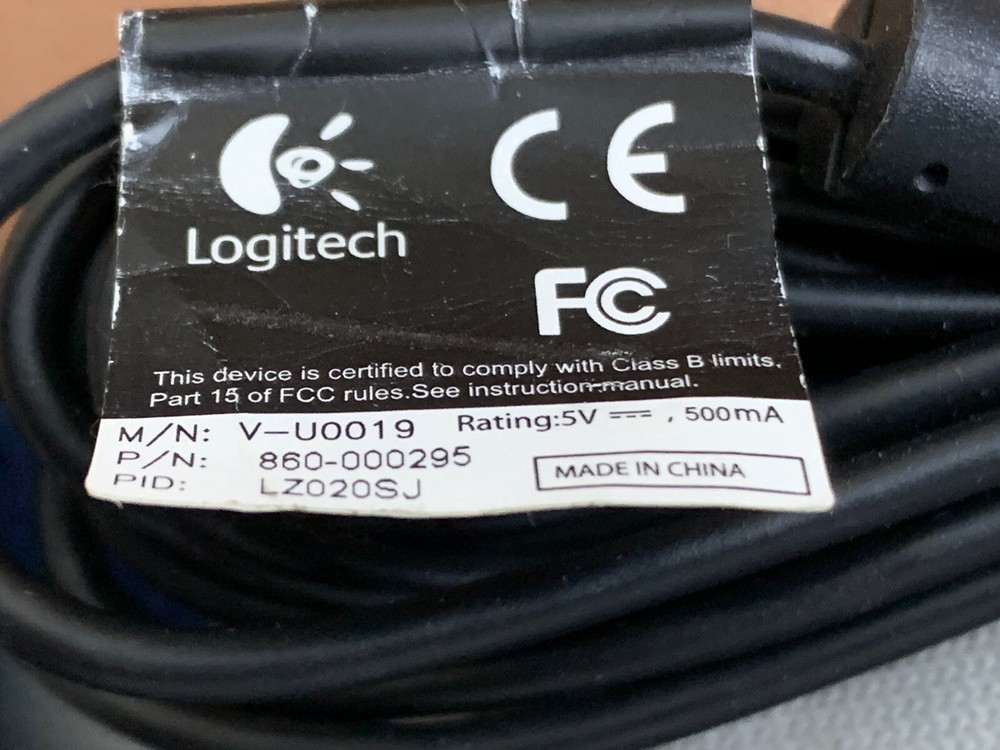 Logitech
CE
FC
This device is certified to comply with Class B limits.
Part 15 of FCC rules.See instruction manual.
M/N: V-U0019 Rating:5V ⎓ , 500mA
P/N: 860-000295
PID: LZ020SJ
MADE IN CHINA